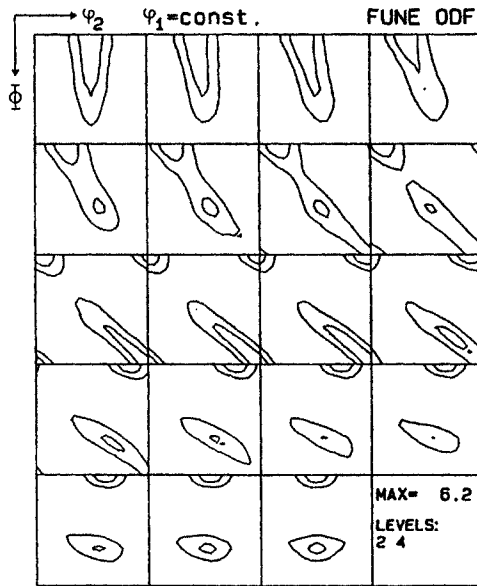 φ₂ φ₁=const. FUNE ODF
Φ
MAX= 6.2
LEVELS:
2 4